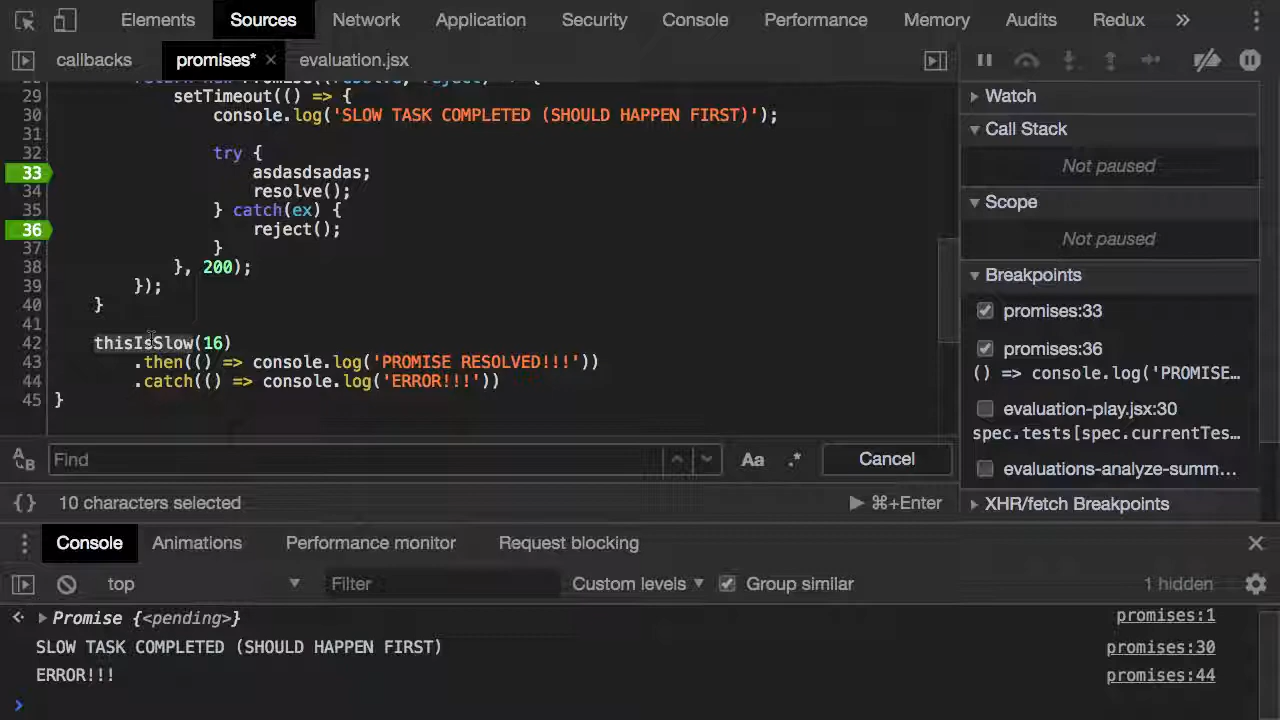 Elements Sources Network Application Security Console Performance Memory Audits Redux »
callbacks promises* × evaluation.jsx
29 setTimeout(() => {
30 console.log('SLOW TASK COMPLETED (SHOULD HAPPEN FIRST)');
31
32 try {
33 asdasdsadas;
34 resolve();
35 } catch(ex) {
36 reject();
37 }
38 }, 200);
39 });
40 }
41
42 thisIsSlow(16)
43 .then(() => console.log('PROMISE RESOLVED!!!'))
44 .catch(() => console.log('ERROR!!!'))
45 }
Find Aa .* Cancel
{} 10 characters selected ⌘+Enter
Watch
Call Stack
Not paused
Scope
Not paused
Breakpoints
promises:33
promises:36
() => console.log('PROMISE…
evaluation-play.jsx:30
spec.tests[spec.currentTes…
evaluations-analyze-summ…
XHR/fetch Breakpoints
Console Animations Performance monitor Request blocking
top Filter Custom levels Group similar 1 hidden
Promise {<pending>} promises:1
SLOW TASK COMPLETED (SHOULD HAPPEN FIRST) promises:30
ERROR!!! promises:44